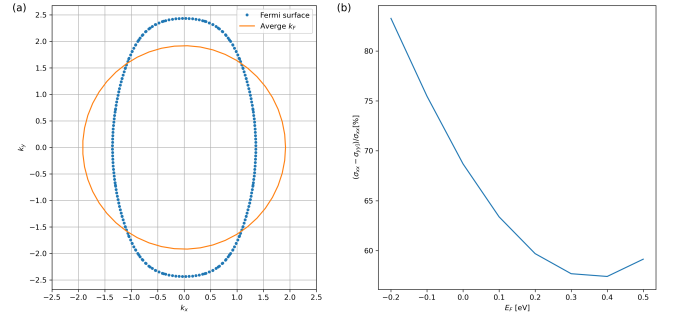 (a)
Fermi surface
Averge k_F
2.5
2.0
1.5
1.0
0.5
0.0
−0.5
−1.0
−1.5
−2.0
−2.5
k_y
−2.5 −2.0 −1.5 −1.0 −0.5 0.0 0.5 1.0 1.5 2.0 2.5
k_x
(b)
80
75
70
65
60
(σ_xx − σ_yy)/σ_xx[%]
−0.2 −0.1 0.0 0.1 0.2 0.3 0.4 0.5
E_F [eV]